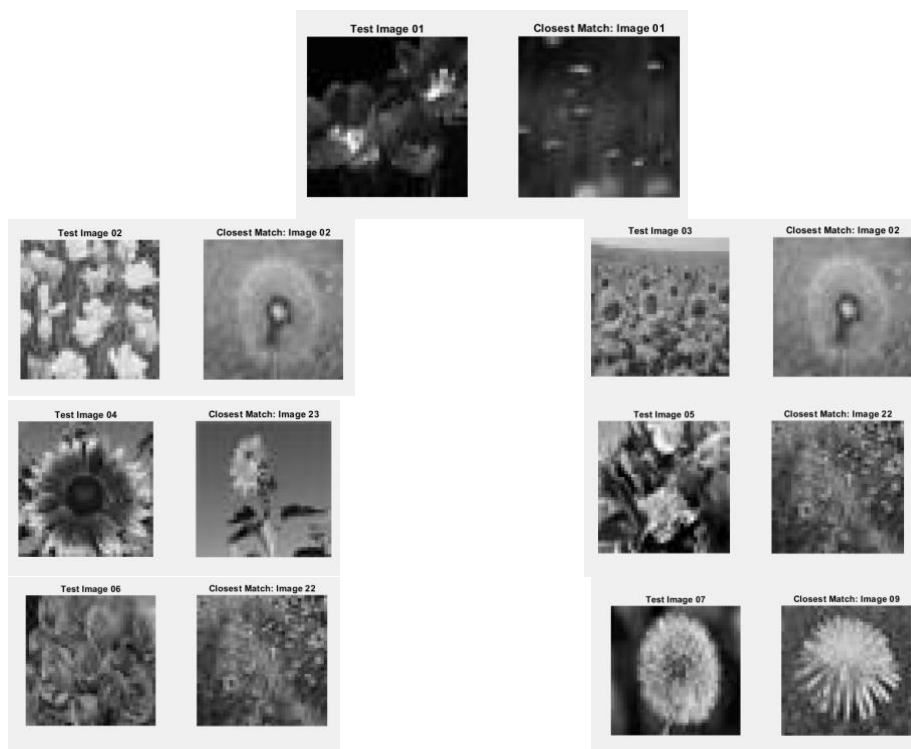 Test Image 01
Closest Match: Image 01
Test Image 02
Closest Match: Image 02
Test Image 03
Closest Match: Image 02
Test Image 04
Closest Match: Image 23
Test Image 05
Closest Match: Image 22
Test Image 06
Closest Match: Image 22
Test Image 07
Closest Match: Image 09